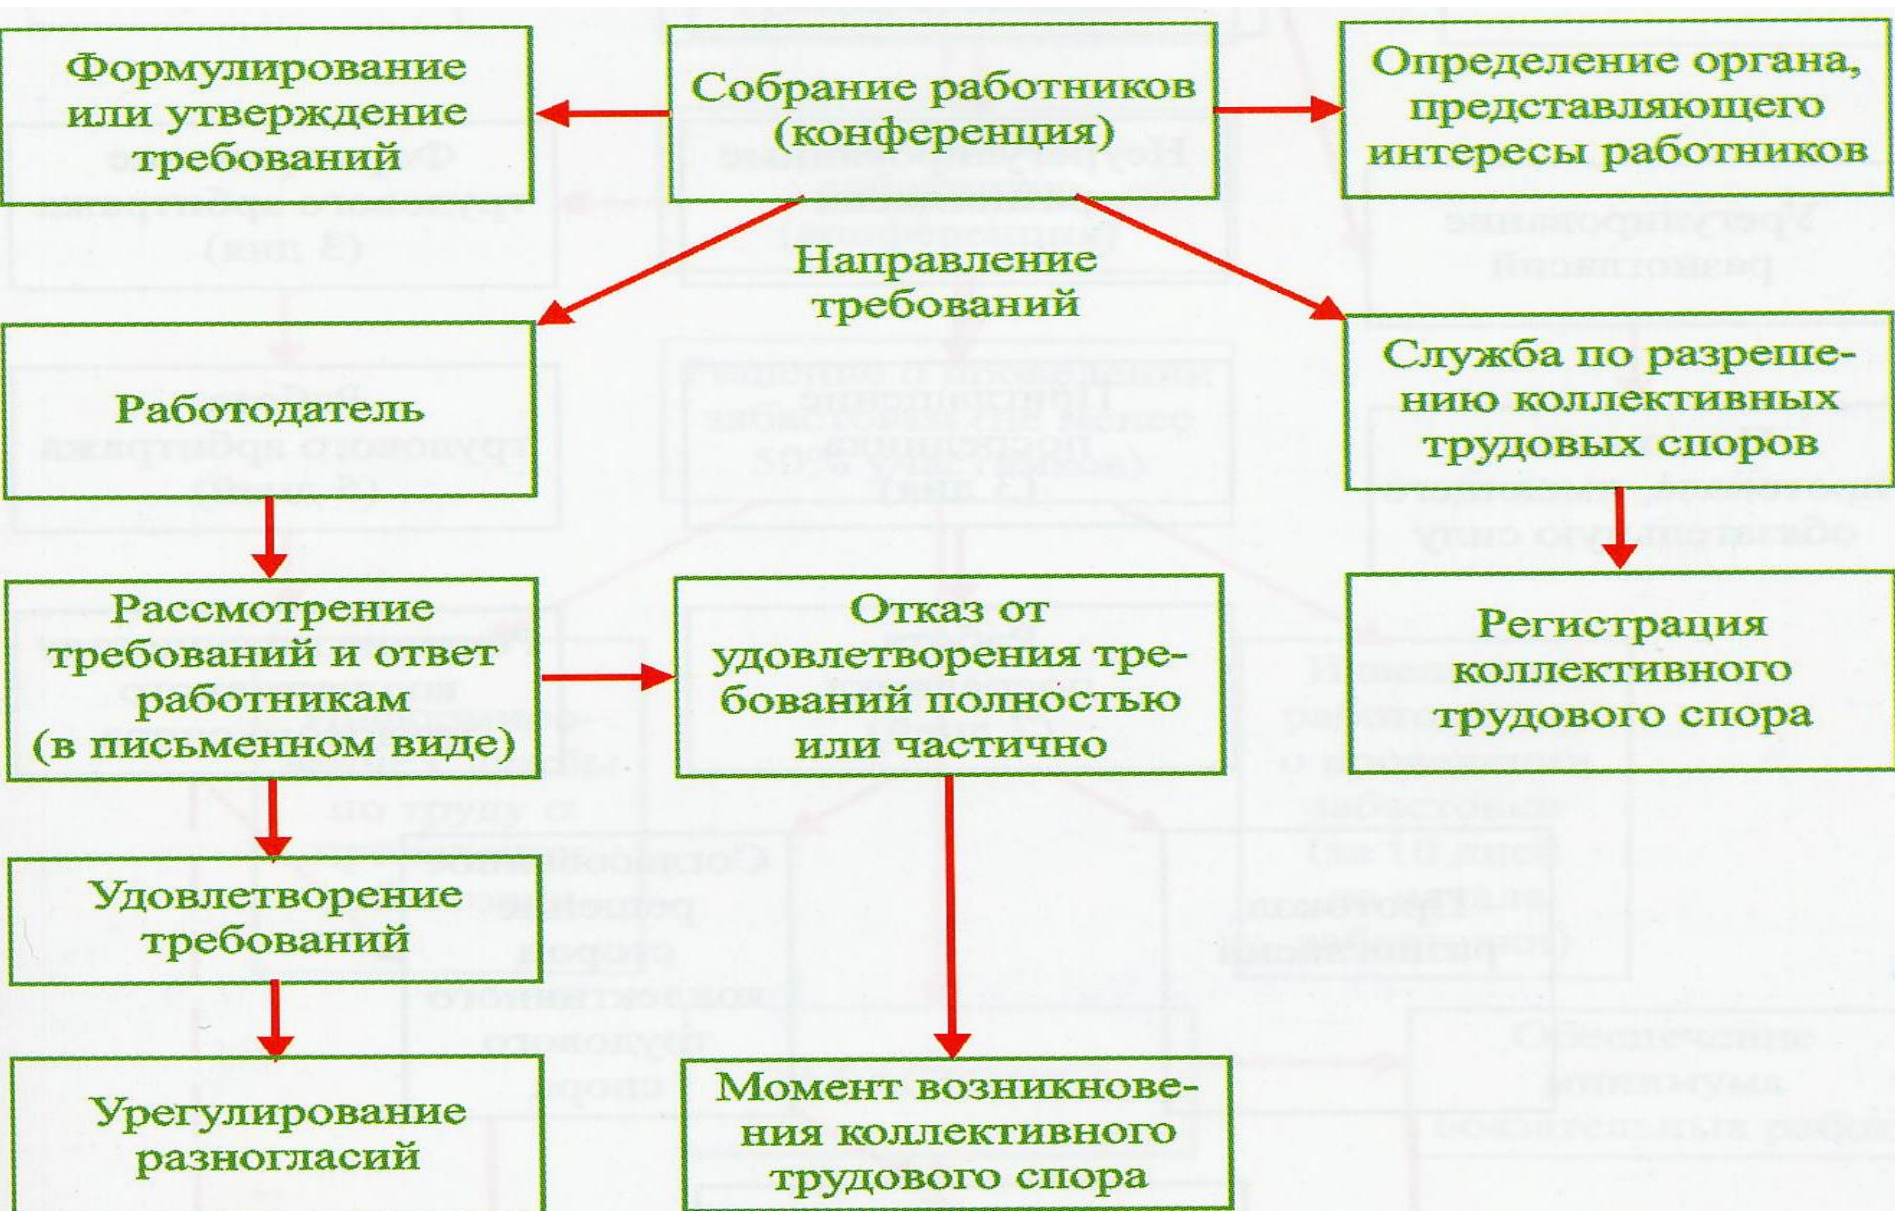 Формулирование
или утверждение
требований
Собрание работников
(конференция)
Определение органа,
представляющего
интересы работников
Направление
требований
Работодатель
Служба по разреше-
нию коллективных
трудовых споров
Рассмотрение
требований и ответ
работникам
(в письменном виде)
Отказ от
удовлетворения тре-
бований полностью
или частично
Регистрация
коллективного
трудового спора
Удовлетворение
требований
Урегулирование
разногласий
Момент возникнове-
ния коллективного
трудового спора